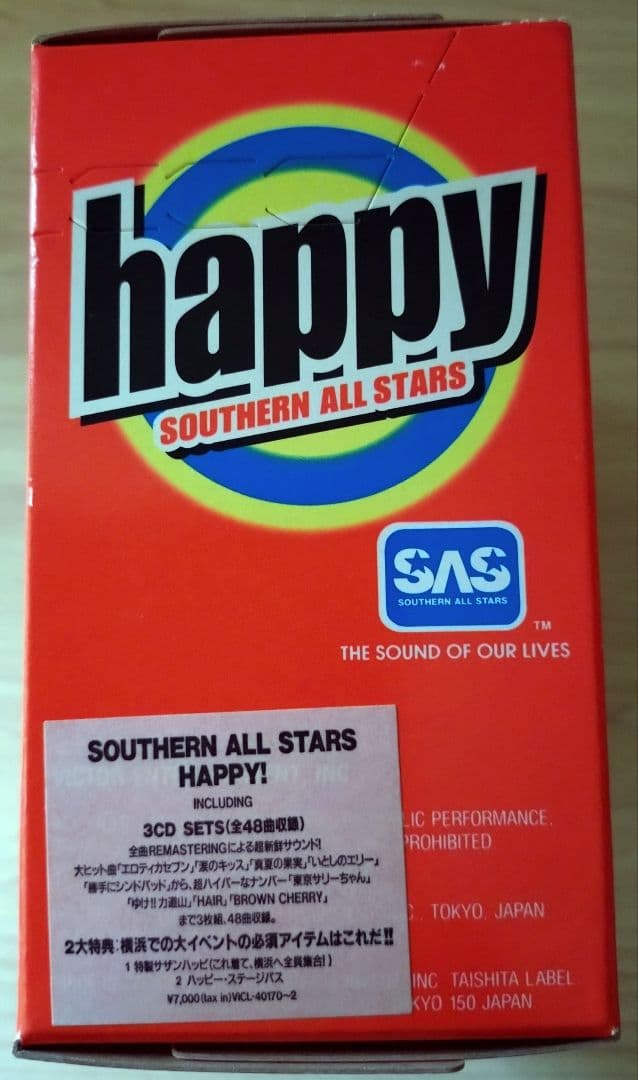 happy
SOUTHERN ALL STARS
SAS
SOUTHERN ALL STARS
TM
THE SOUND OF OUR LIVES
SOUTHERN ALL STARS
HAPPY!
INCLUDING
3CD SETS(全48曲収録)
全曲REMASTERINGによる超新鮮サウンド!
大ヒット曲「エロティカセブン」「涙のキッス」「真夏の果実」「いとしのエリー」
「勝手にシンドバッド」から、超ハイパーなナンバー「東京サリーちゃん」
「ゆけ!!力道山」「HAIR」「BROWN CHERRY」
まで3枚組、48曲収録。
2大特典:横浜での大イベントの必須アイテムはこれだ!!
1 特製サザンハッピ(これ着て、横浜へ全員集合!)
2 ハッピー・ステージパス
¥7,000(tax in)VICL-40170~2
LIC PERFORMANCE,
PROHIBITED
C., TOKYO, JAPAN
INC TAISHITA LABEL
KYO 150 JAPAN